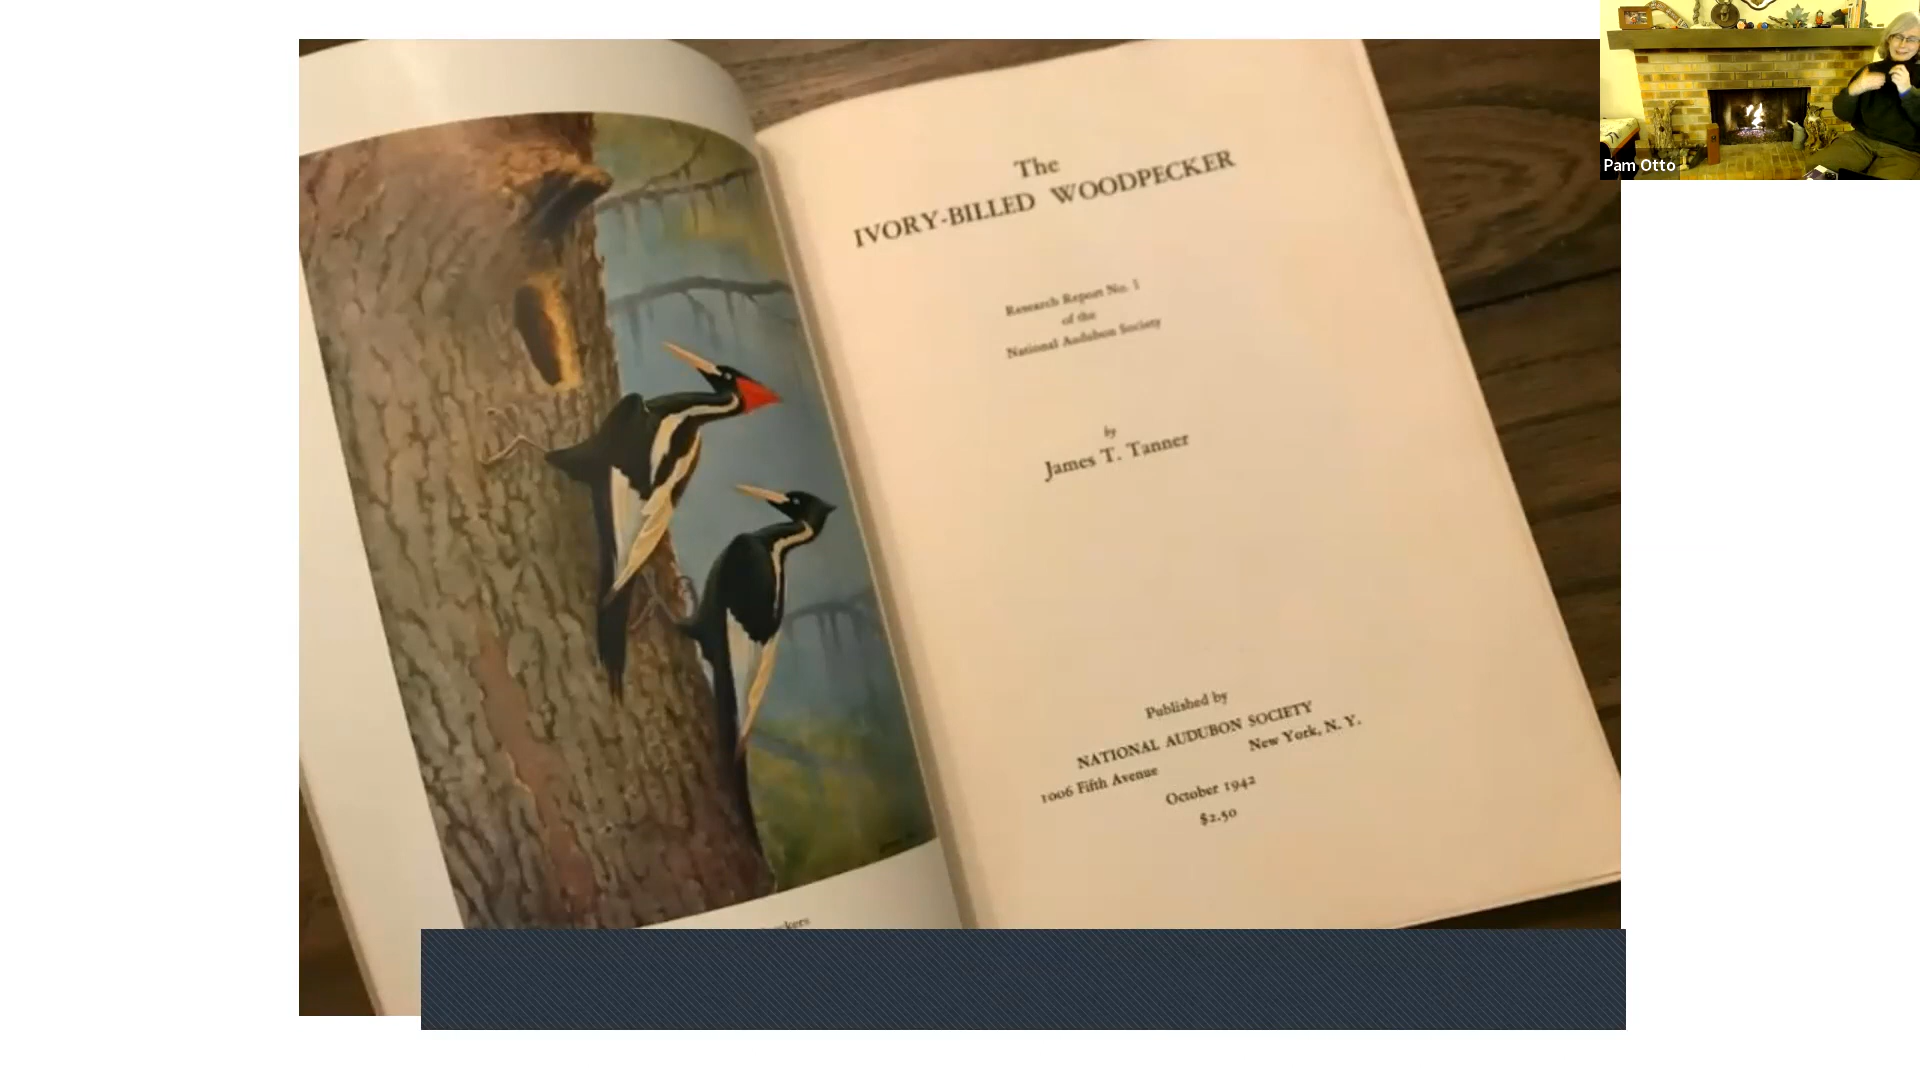 The
IVORY-BILLED WOODPECKER
Research Report No. 1
of the
National Audubon Society
by
James T. Tanner
Published by
NATIONAL AUDUBON SOCIETY
1006 Fifth Avenue New York, N. Y.
October 1942
$2.50
Pam Otto